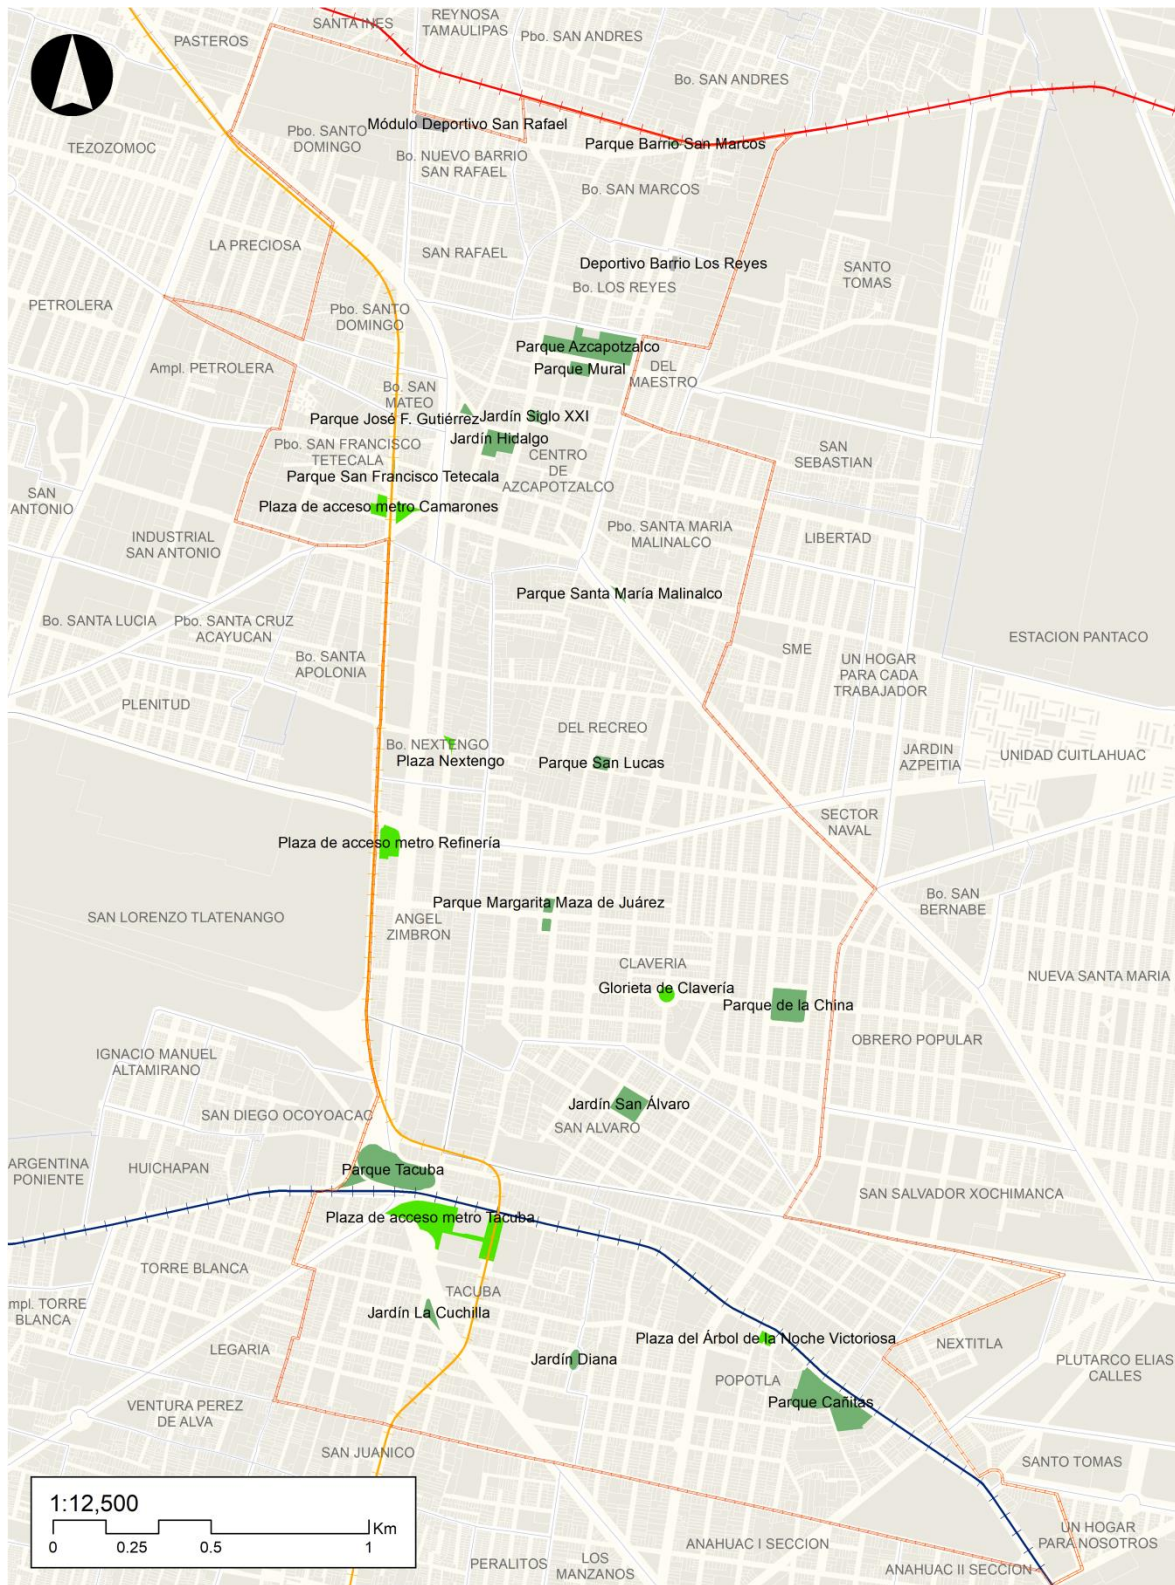 SANTA INES
REYNOSA
TAMAULIPAS
PASTEROS
Pbo. SAN ANDRES
Bo. SAN ANDRES
Módulo Deportivo San Rafael
Pbo. SANTO
DOMINGO
TEZOZOMOC
Parque Barrio San Marcos
Bo. NUEVO BARRIO
SAN RAFAEL
Bo. SAN MARCOS
LA PRECIOSA
SAN RAFAEL
Deportivo Barrio Los Reyes
SANTO
TOMAS
Bo. LOS REYES
PETROLERA
Pbo. SANTO
DOMINGO
Parque Azcapotzalco
Ampl. PETROLERA
Parque Mural
DEL
MAESTRO
Bo. SAN
MATEO
Parque José F. Gutiérrez
Jardín Siglo XXI
Jardín Hidalgo
Pbo. SAN FRANCISCO
TETECALA
CENTRO
DE
AZCAPOTZALCO
SAN
SEBASTIAN
Parque San Francisco Tetecala
SAN
ANTONIO
Plaza de acceso metro Camarones
INDUSTRIAL
SAN ANTONIO
Pbo. SANTA MARIA
MALINALCO
LIBERTAD
Parque Santa María Malinalco
Bo. SANTA LUCIA
Pbo. SANTA CRUZ
ACAYUCAN
ESTACION PANTACO
SME
Bo. SANTA
APOLONIA
UN HOGAR
PARA CADA
TRABAJADOR
PLENITUD
DEL RECREO
Bo. NEXTENGO
Plaza Nextengo
Parque San Lucas
JARDIN
AZPEITIA
UNIDAD CUITLAHUAC
SECTOR
NAVAL
Plaza de acceso metro Refinería
Bo. SAN
BERNABE
Parque Margarita Maza de Juárez
SAN LORENZO TLATENANGO
ANGEL
ZIMBRON
CLAVERIA
NUEVA SANTA MARIA
Glorieta de Clavería
Parque de la China
OBRERO POPULAR
IGNACIO MANUEL
ALTAMIRANO
SAN DIEGO OCOYOACAC
Jardín San Álvaro
SAN ALVARO
ARGENTINA
PONIENTE
HUICHAPAN
Parque Tacuba
SAN SALVADOR XOCHIMANCA
Plaza de acceso metro Tacuba
TORRE BLANCA
TACUBA
mpl. TORRE
BLANCA
Jardín La Cuchilla
Plaza del Árbol de la Noche Victoriosa
LEGARIA
Jardín Diana
NEXTITLA
PLUTARCO ELIAS
CALLES
POPOTLA
Parque Cañitas
VENTURA PEREZ
DE ALVA
SAN JUANICO
SANTO TOMAS
1:12,500
Km
0 0.25 0.5 1
UN HOGAR
PARA NOSOTROS
ANAHUAC I SECCION
PERALITOS
LOS
MANZANOS
ANAHUAC II SECCION